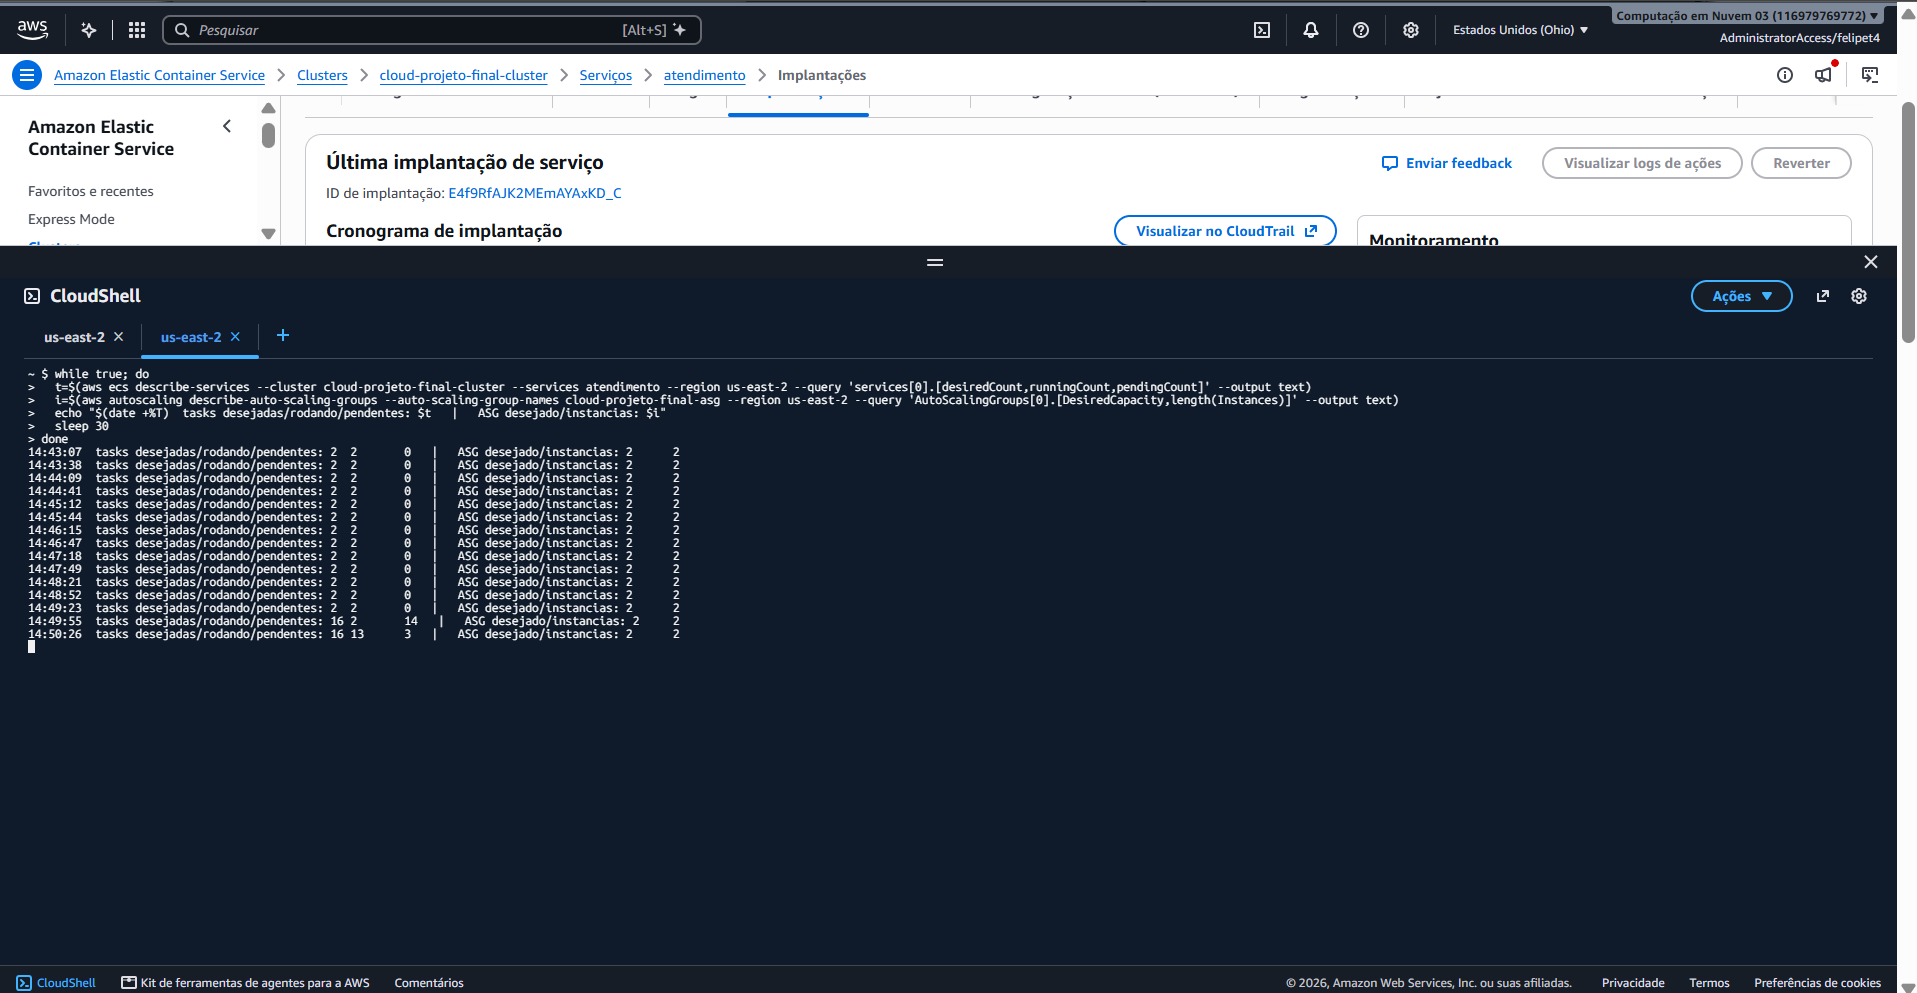 aws
Pesquisar
[Alt+S]
Estados Unidos (Ohio)
Computação em Nuvem 03 (116979769772)
AdministratorAccess/felipet4
Amazon Elastic Container Service
Clusters
cloud-projeto-final-cluster
Serviços
atendimento
Implantações
Amazon Elastic
Container Service
Favoritos e recentes
Express Mode
Última implantação de serviço
Enviar feedback
Visualizar logs de ações
Reverter
ID de implantação: E4f9RfAJK2MEmAYAxKD_C
Cronograma de implantação
Visualizar no CloudTrail
Monitoramento
CloudShell
Ações
us-east-2
us-east-2
~ $ while true; do
>   t=$(aws ecs describe-services --cluster cloud-projeto-final-cluster --services atendimento --region us-east-2 --query 'services[0].[desiredCount,runningCount,pendingCount]' --output text)
>   i=$(aws autoscaling describe-auto-scaling-groups --auto-scaling-group-names cloud-projeto-final-asg --region us-east-2 --query 'AutoScalingGroups[0].[DesiredCapacity,length(Instances)]' --output text)
>   echo "$(date +%T)  tasks desejadas/rodando/pendentes: $t   |   ASG desejado/instancias: $i"
>   sleep 30
> done
14:43:07  tasks desejadas/rodando/pendentes: 2  2       0   |   ASG desejado/instancias: 2      2
14:43:38  tasks desejadas/rodando/pendentes: 2  2       0   |   ASG desejado/instancias: 2      2
14:44:09  tasks desejadas/rodando/pendentes: 2  2       0   |   ASG desejado/instancias: 2      2
14:44:41  tasks desejadas/rodando/pendentes: 2  2       0   |   ASG desejado/instancias: 2      2
14:45:12  tasks desejadas/rodando/pendentes: 2  2       0   |   ASG desejado/instancias: 2      2
14:45:44  tasks desejadas/rodando/pendentes: 2  2       0   |   ASG desejado/instancias: 2      2
14:46:15  tasks desejadas/rodando/pendentes: 2  2       0   |   ASG desejado/instancias: 2      2
14:46:47  tasks desejadas/rodando/pendentes: 2  2       0   |   ASG desejado/instancias: 2      2
14:47:18  tasks desejadas/rodando/pendentes: 2  2       0   |   ASG desejado/instancias: 2      2
14:47:49  tasks desejadas/rodando/pendentes: 2  2       0   |   ASG desejado/instancias: 2      2
14:48:21  tasks desejadas/rodando/pendentes: 2  2       0   |   ASG desejado/instancias: 2      2
14:48:52  tasks desejadas/rodando/pendentes: 2  2       0   |   ASG desejado/instancias: 2      2
14:49:23  tasks desejadas/rodando/pendentes: 2  2       0   |   ASG desejado/instancias: 2      2
14:49:55  tasks desejadas/rodando/pendentes: 16 2       14   |   ASG desejado/instancias: 2     2
14:50:26  tasks desejadas/rodando/pendentes: 16 13      3   |   ASG desejado/instancias: 2      2
CloudShell
Kit de ferramentas de agentes para a AWS
Comentários
© 2026, Amazon Web Services, Inc. ou suas afiliadas.
Privacidade
Termos
Preferências de cookies